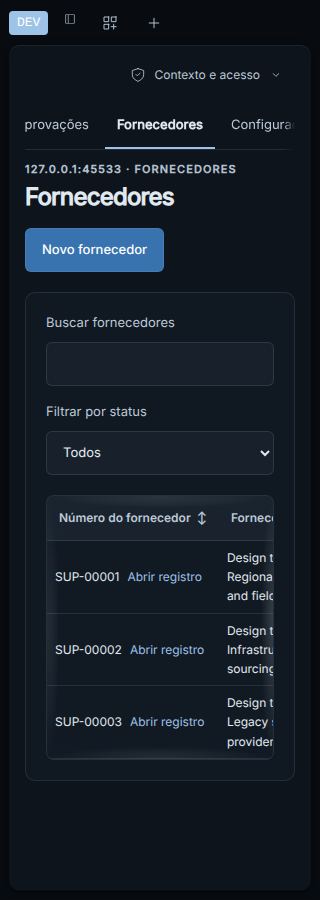 DEV
Contexto e acesso
provações Fornecedores
127.0.0.1:45533 · FORNECEDORES
Fornecedores
Novo fornecedor
Buscar fornecedores
Filtrar por status
Todos
Número do fornecedor
SUP-00001 Abrir registro
Design
Regiona
and field
SUP-00002 Abrir registro
Design
Infrastru
sourcing
SUP-00003 Abrir registro
Design
Legacy
provider